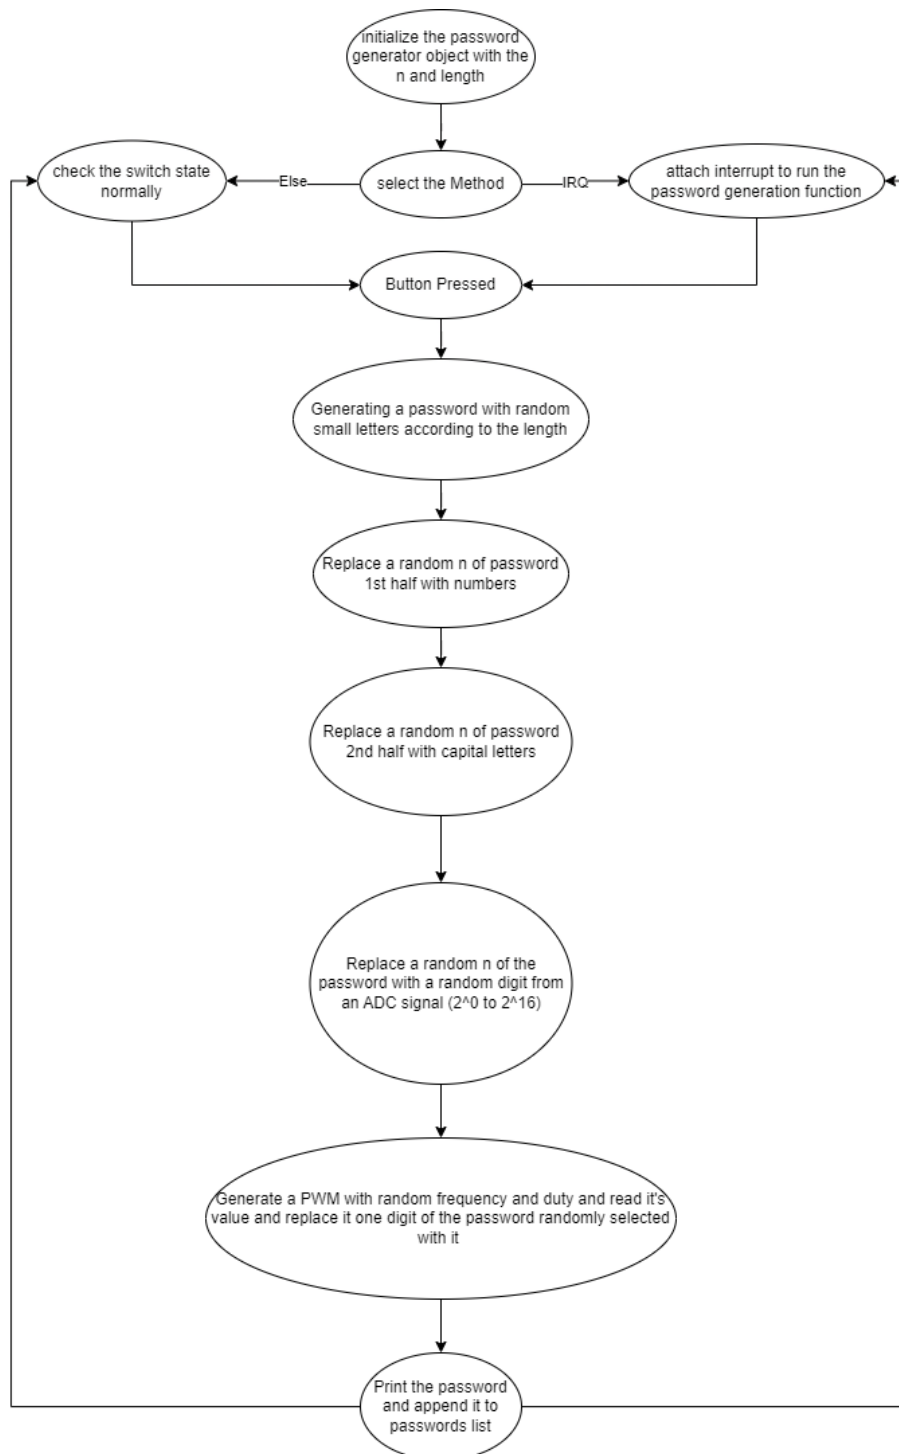 initialize the password
generator object with the
n and length
check the switch state
normally
Else
select the Method
IRQ
attach interrupt to run the
password generation function
Button Pressed
Generating a password with random
small letters according to the length
Replace a random n of password
1st half with numbers
Replace a random n of password
2nd half with capital letters
Replace a random n of the
password with a random digit from
an ADC signal (2^0 to 2^16)
Generate a PWM with random frequency and duty and read it's
value and replace it one digit of the password randomly selected
with it
Print the password
and append it to
passwords list